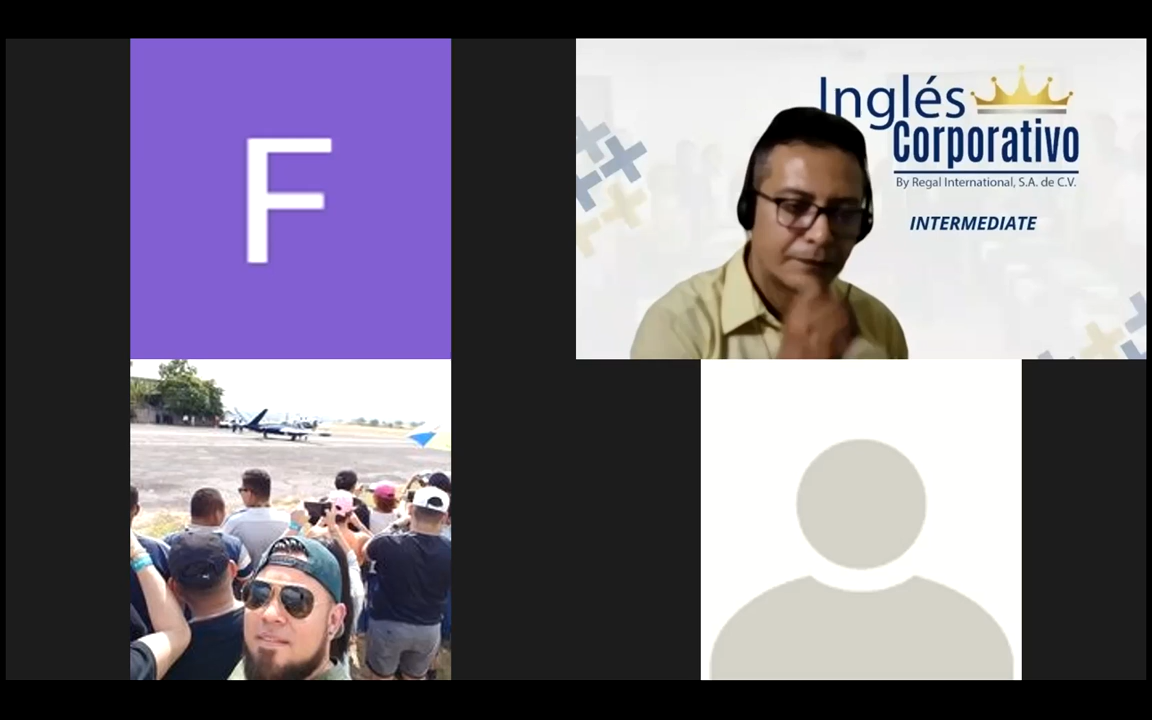 F
Inglés
Corporativo
By Regal International, S.A. de C.V.
INTERMEDIATE